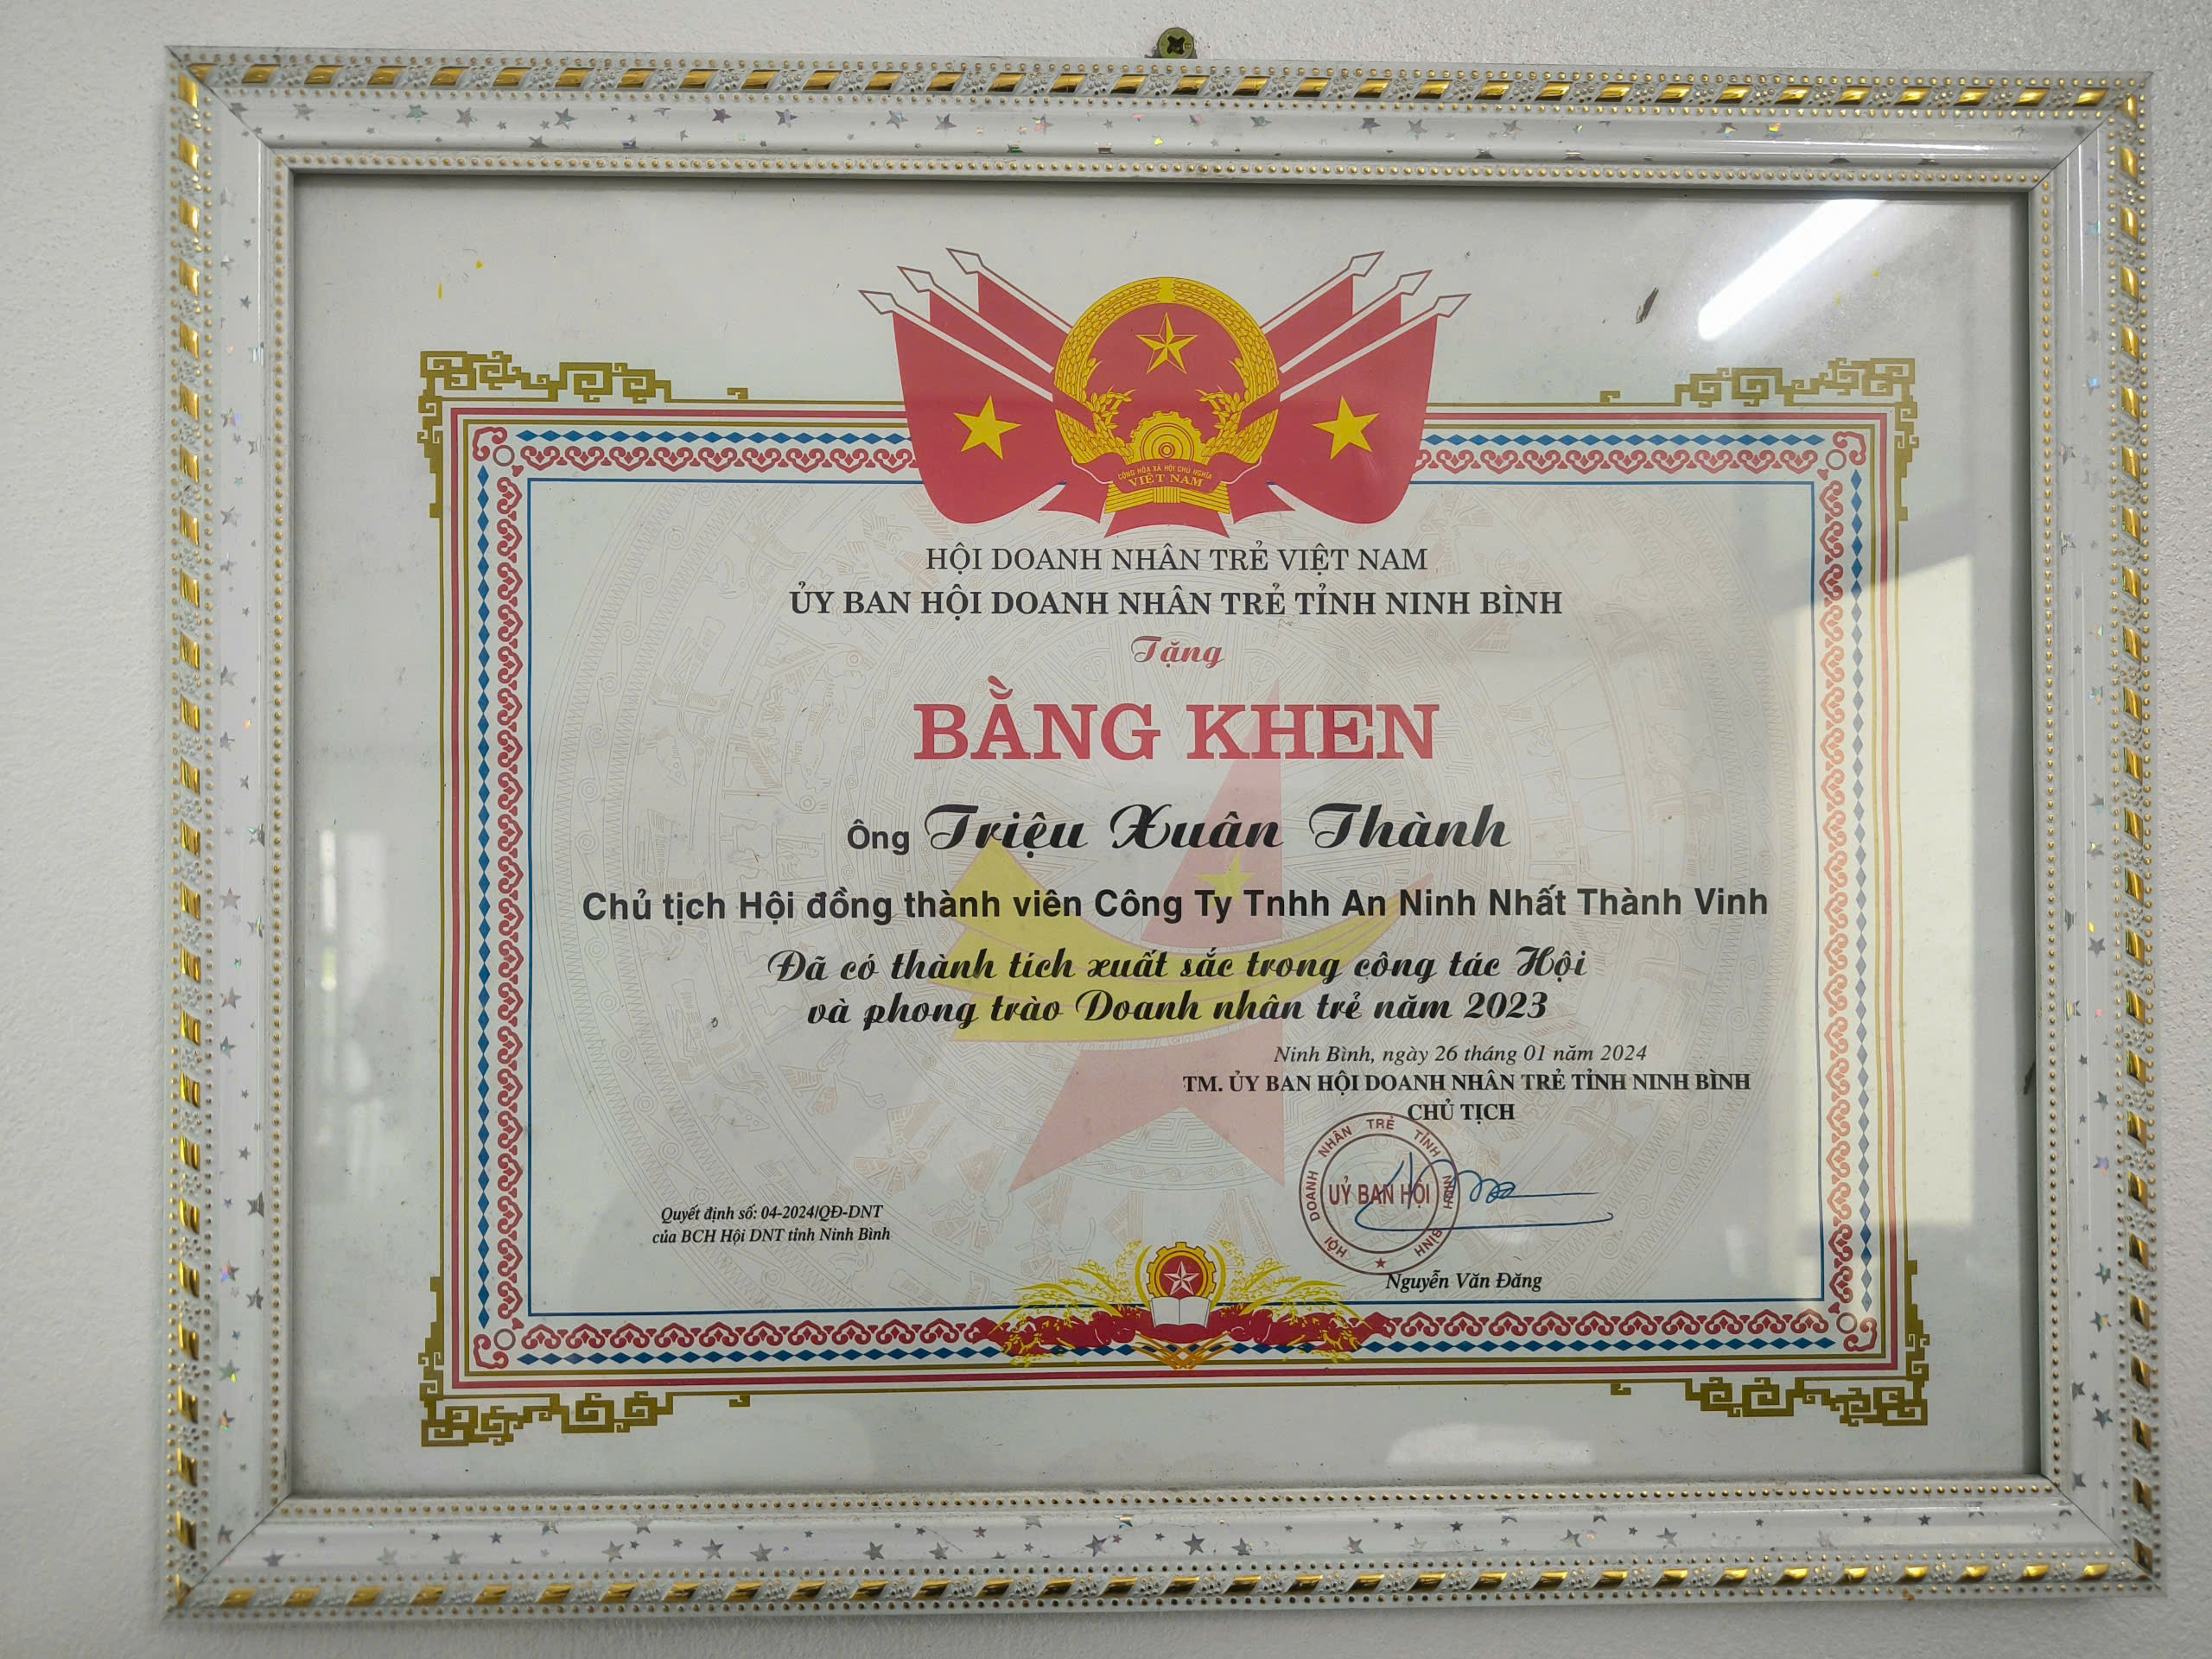 CỘNG HÒA XÃ HỘI CHỦ NGHĨA
VIỆT NAM
HỘI DOANH NHÂN TRẺ VIỆT NAM
ỦY BAN HỘI DOANH NHÂN TRẺ TỈNH NINH BÌNH
Tặng
BẰNG KHEN
Ông Triệu Xuân Thành
Chủ tịch Hội đồng thành viên Công Ty Tnhh An Ninh Nhất Thành Vinh
Đã có thành tích xuất sắc trong công tác Hội
và phong trào Doanh nhân trẻ năm 2023
Ninh Bình, ngày 26 tháng 01 năm 2024
TM. ỦY BAN HỘI DOANH NHÂN TRẺ TỈNH NINH BÌNH
CHỦ TỊCH
HỘI DOANH NHÂN TRẺ TỈNH NINH BÌNH
UỶ BAN HỘI
Quyết định số: 04-2024/QĐ-DNT
của BCH Hội DNT tỉnh Ninh Bình
Nguyễn Văn Đăng